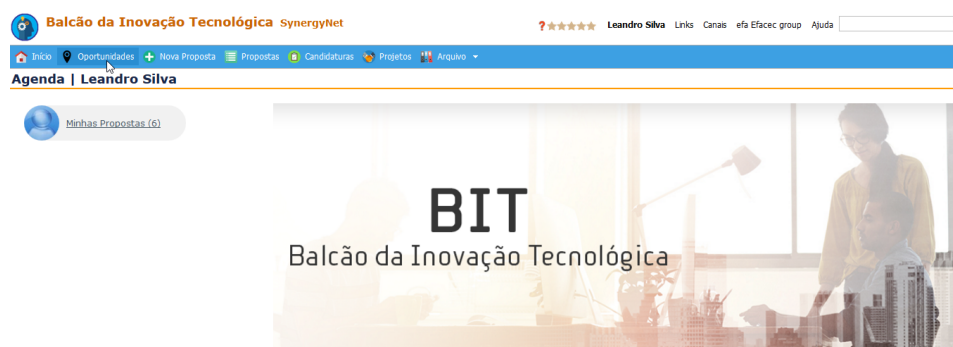 Balcão da Inovação Tecnológica SynergyNet
? Leandro Silva Links Canais efa Efacec group Ajuda
Início Oportunidades Nova Proposta Propostas Candidaturas Projetos Arquivo
Agenda | Leandro Silva
Minhas Propostas (6)
BIT
Balcão da Inovação Tecnológica